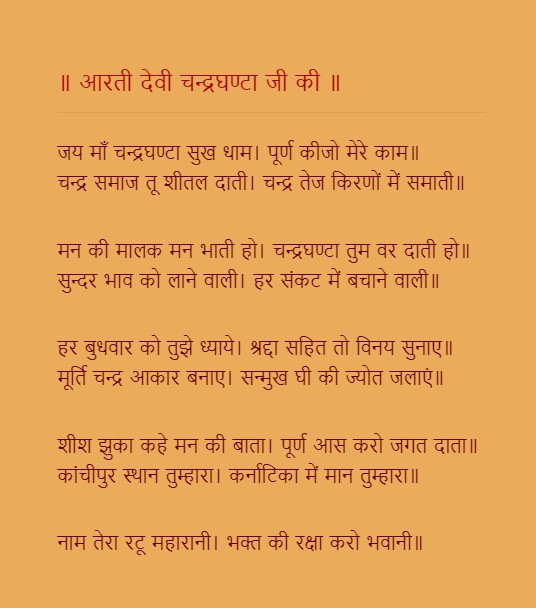 ॥ आरती देवी चन्द्रघण्टा जी की ॥
जय माँ चन्द्रघण्टा सुख धाम। पूर्ण कीजो मेरे काम॥
चन्द्र समाज तू शीतल दाती। चन्द्र तेज किरणों में समाती॥
मन की मालक मन भाती हो। चन्द्रघण्टा तुम वर दाती हो॥
सुन्दर भाव को लाने वाली। हर संकट में बचाने वाली॥
हर बुधवार को तुझे ध्याये। श्रद्दा सहित तो विनय सुनाए॥
मूर्ति चन्द्र आकार बनाए। सन्मुख घी की ज्योत जलाएं॥
शीश झुका कहे मन की बाता। पूर्ण आस करो जगत दाता॥
कांचीपुर स्थान तुम्हारा। कर्नाटिका में मान तुम्हारा॥
नाम तेरा रटू महारानी। भक्त की रक्षा करो भवानी॥